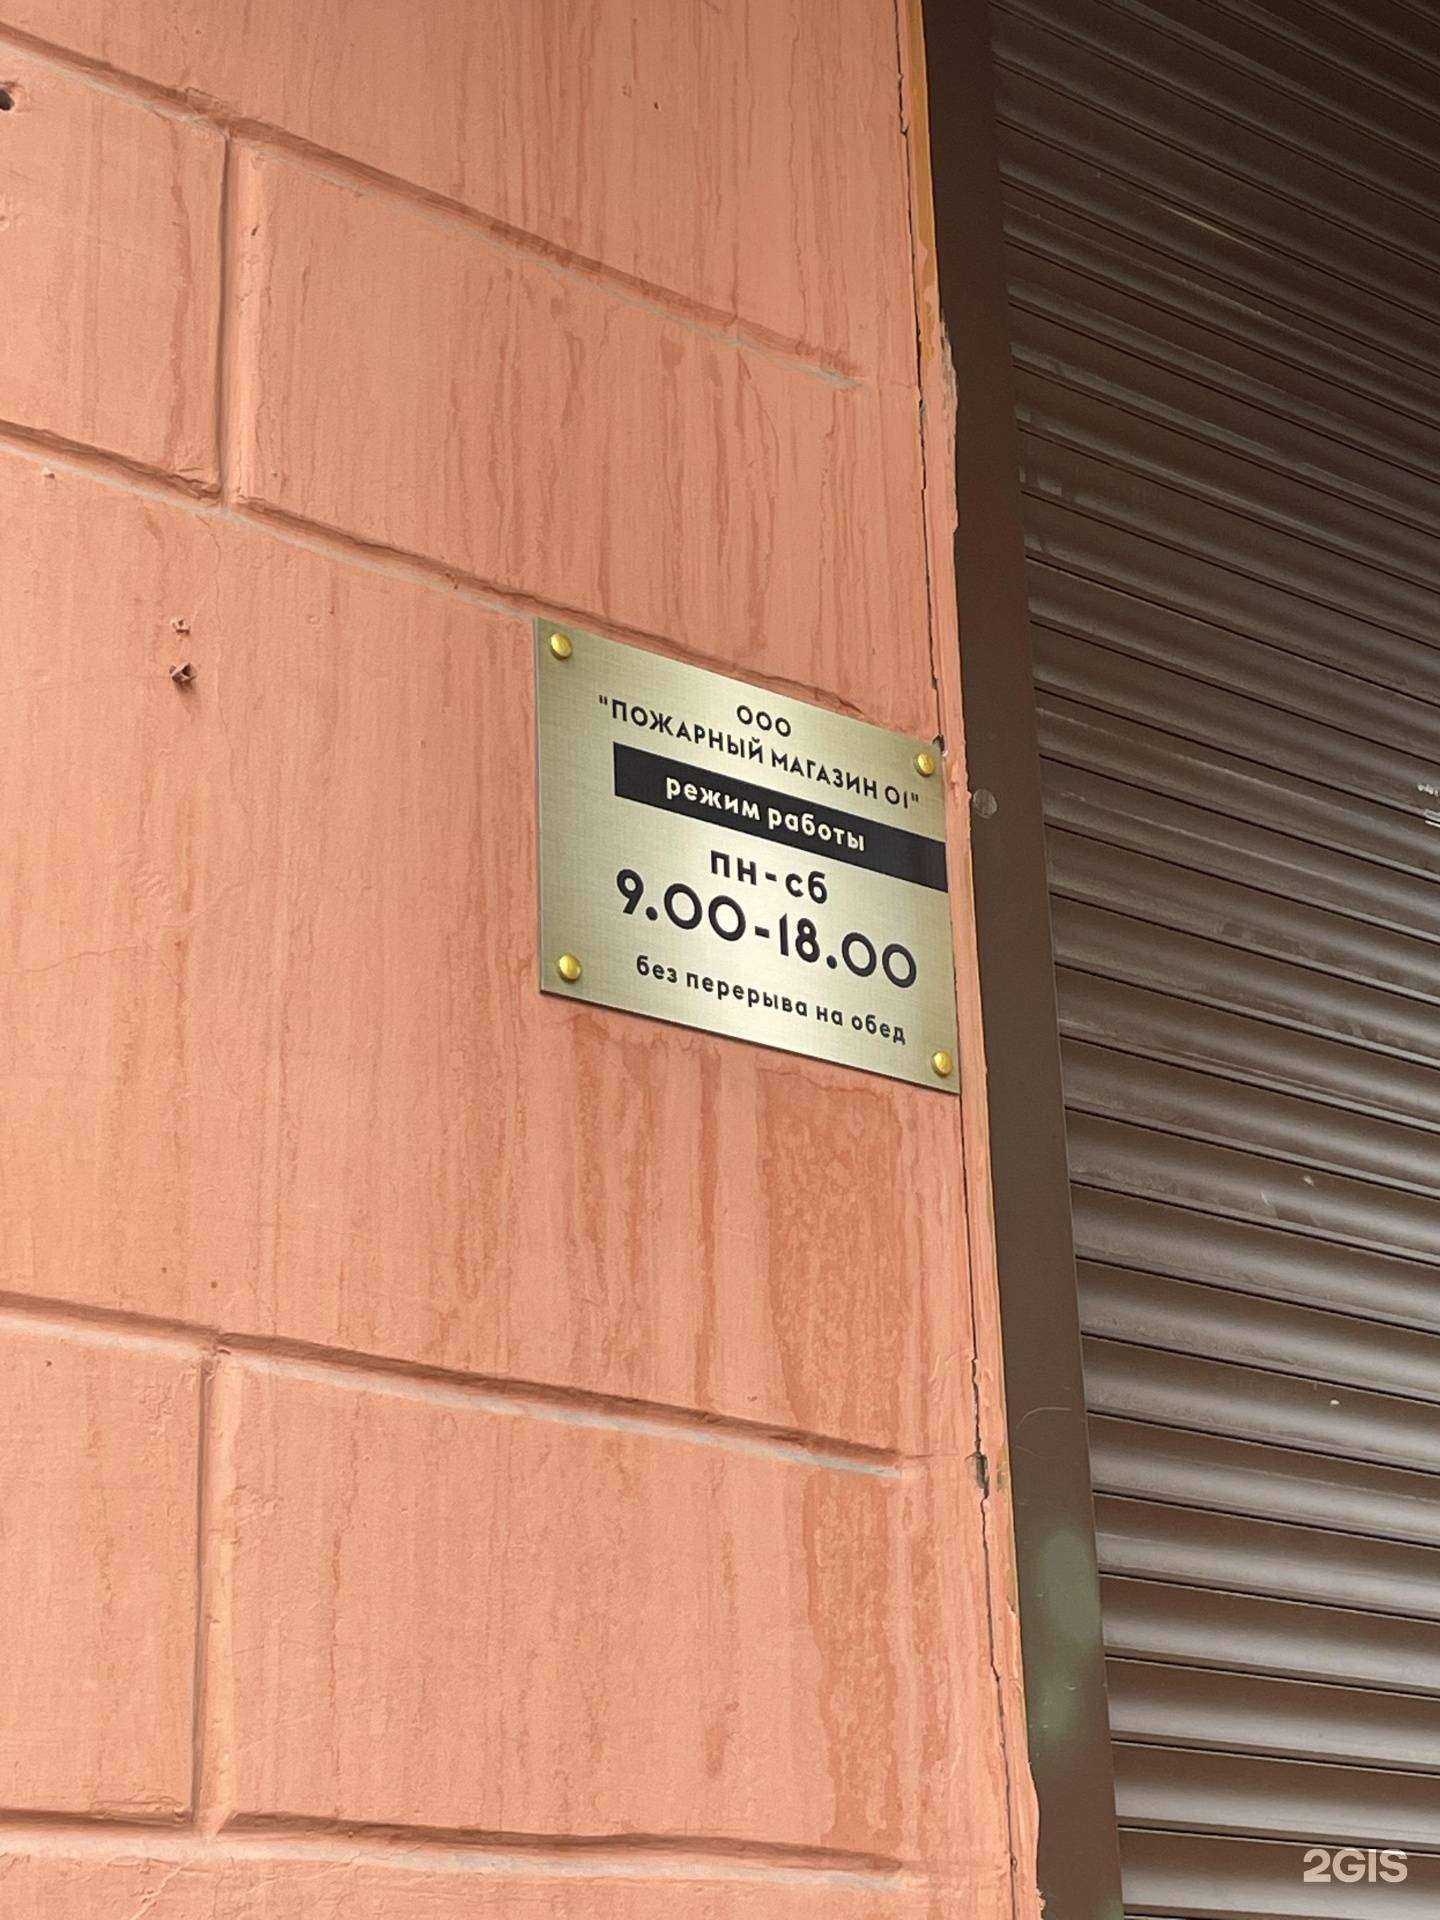 ООО
"ПОЖАРНЫЙ МАГАЗИН 01"
режим работы
пн-сб
9.00-18.00
без перерыва на обед
2GIS